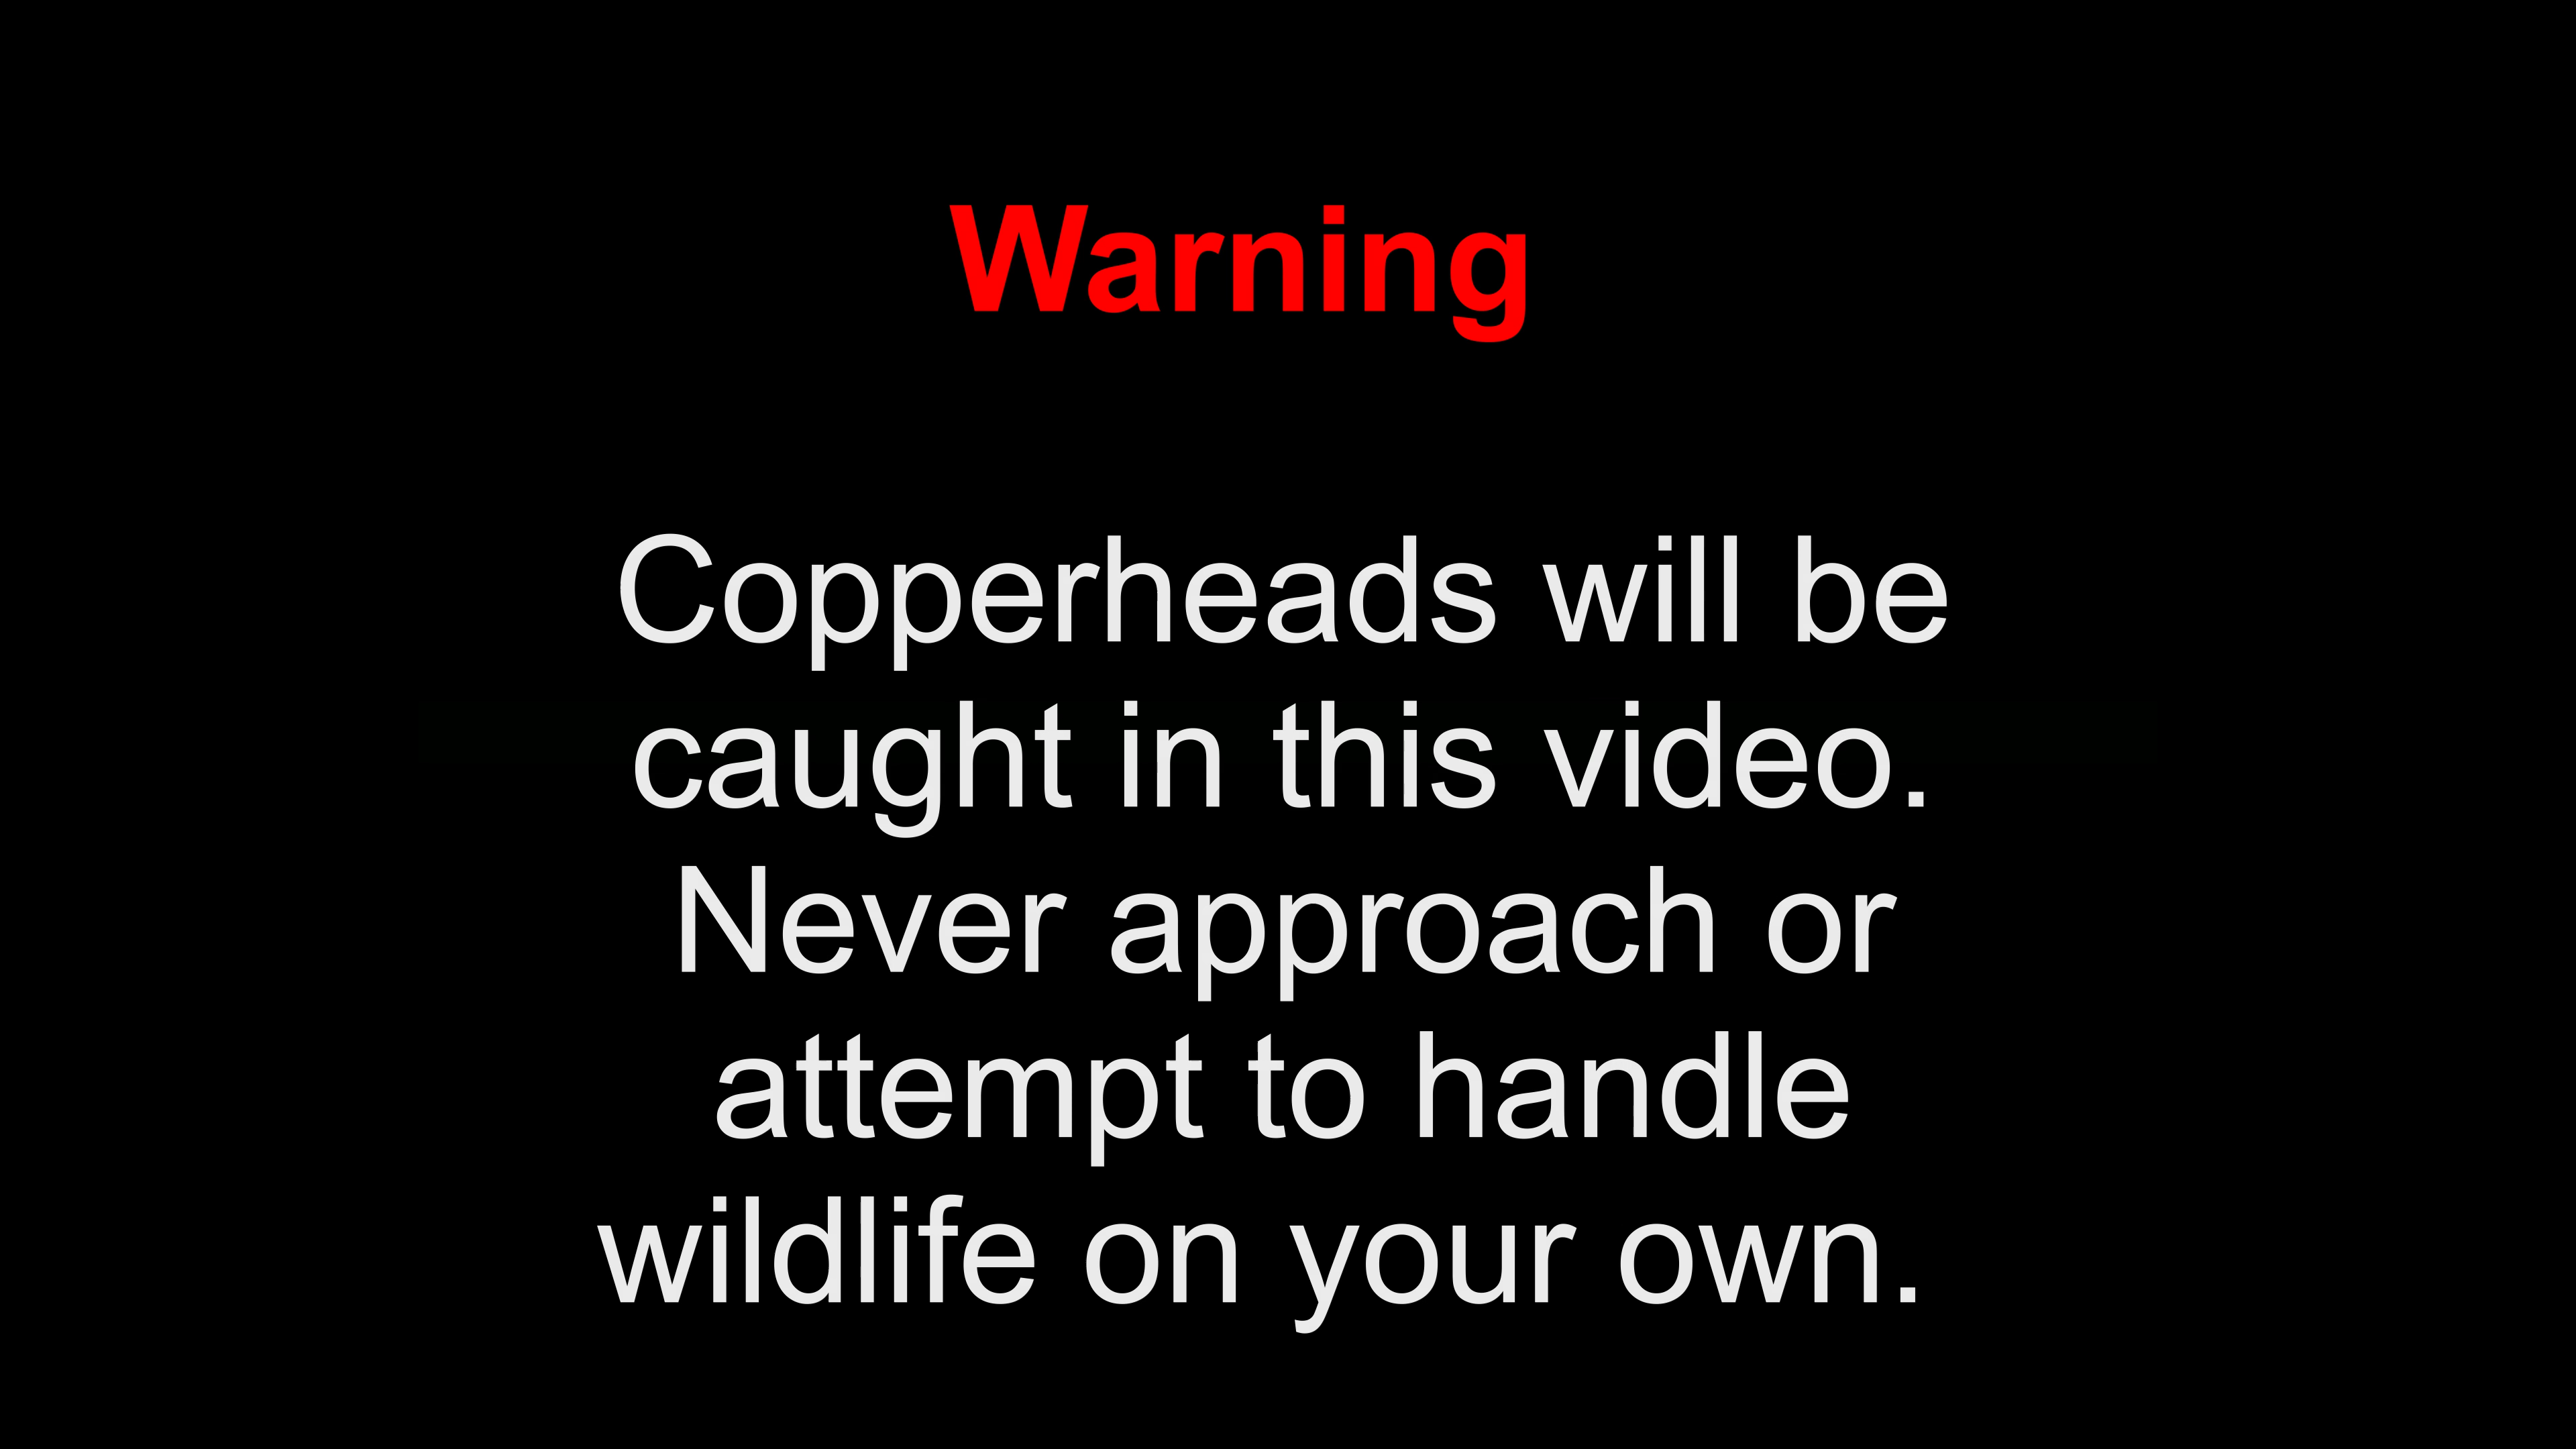 Warning
Copperheads will be
caught in this video.
Never approach or
attempt to handle
wildlife on your own.